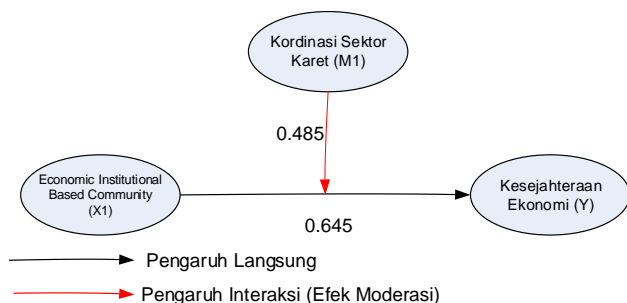 Kordinasi Sektor
Karet (M1)
0.485
Economic Institutional
Based Community
(X1)
Kesejahteraan
Ekonomi (Y)
0.645
Pengaruh Langsung
Pengaruh Interaksi (Efek Moderasi)